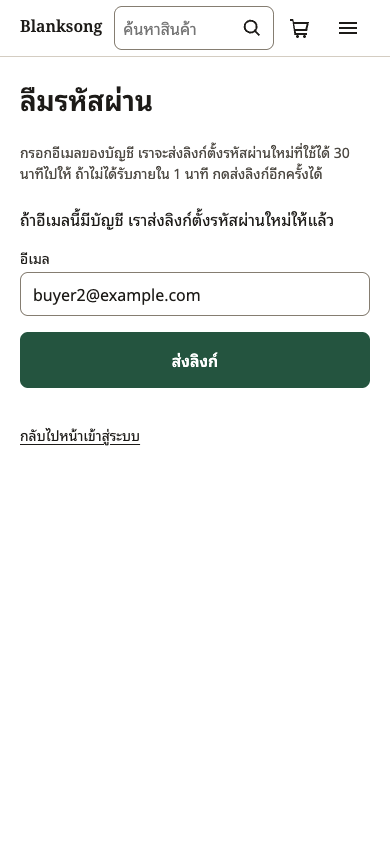 Blanksong
ค้นหาสินค้า
ลืมรหัสผ่าน
กรอกอีเมลของบัญชี เราจะส่งลิงก์ตั้งรหัสผ่านใหม่ที่ใช้ได้ 30
นาทีไปให้ ถ้าไม่ได้รับภายใน 1 นาที กดส่งลิงก์อีกครั้งได้
ถ้าอีเมลนี้มีบัญชี เราส่งลิงก์ตั้งรหัสผ่านใหม่ให้แล้ว
อีเมล
buyer2@example.com
ส่งลิงก์
กลับไปหน้าเข้าสู่ระบบ